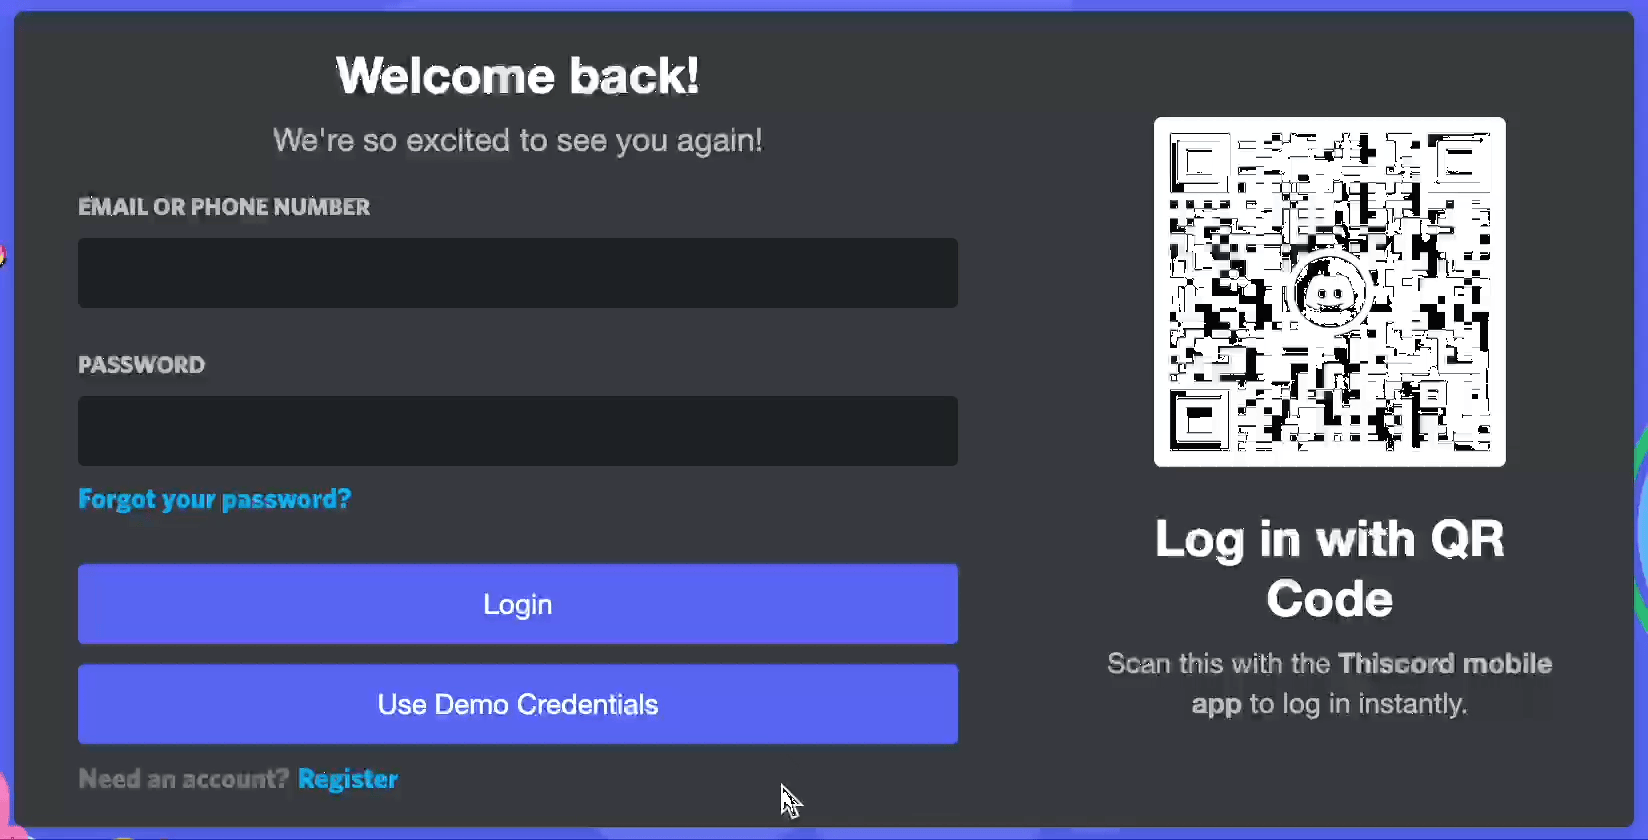 Welcome back!
We're so excited to see you again!
EMAIL OR PHONE NUMBER
PASSWORD
Forgot your password?
Login
Use Demo Credentials
Need an account? Register
Log in with QR
Code
Scan this with the Thiscord mobile
app to log in instantly.